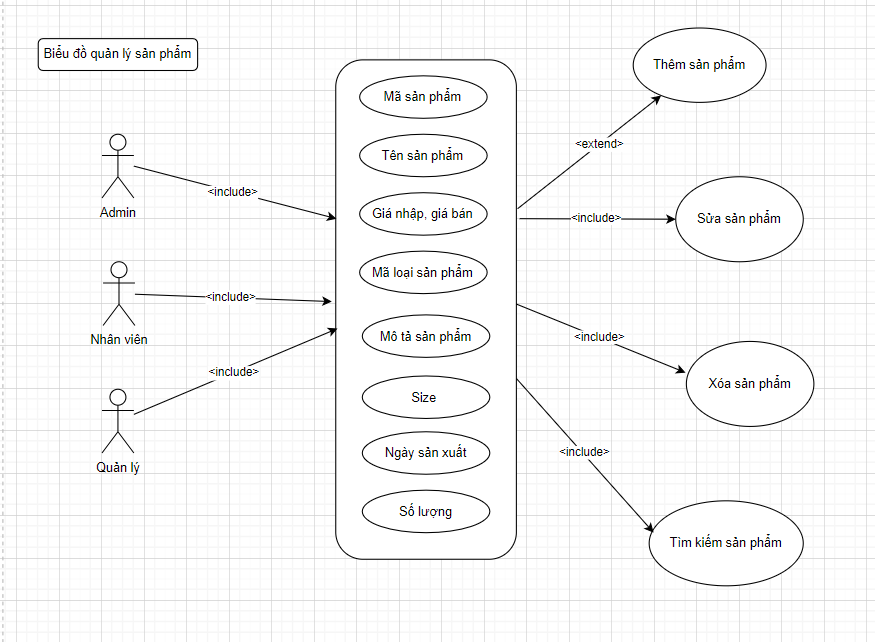 Biểu đồ quản lý sản phẩm
Admin
Nhân viên
Quản lý
<include>
<include>
<include>
Mã sản phẩm
Tên sản phẩm
Giá nhập, giá bán
Mã loại sản phẩm
Mô tả sản phẩm
Size
Ngày sản xuất
Số lượng
<extend>
<include>
<include>
<include>
Thêm sản phẩm
Sửa sản phẩm
Xóa sản phẩm
Tìm kiếm sản phẩm